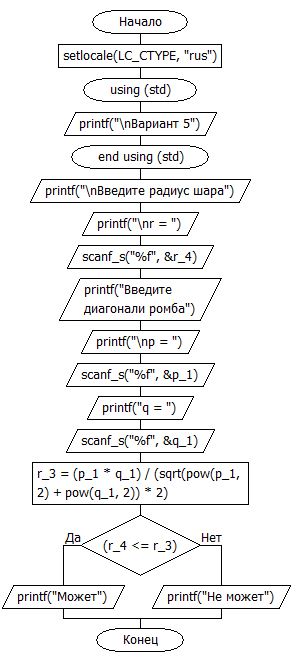 Начало
setlocale(LC_CTYPE, "rus")
using (std)
printf("\nВариант 5")
end using (std)
printf("\nВведите радиус шара")
printf("\nr = ")
scanf_s("%f", &r_4)
printf("Введите
диагонали ромба")
printf("\np = ")
scanf_s("%f", &p_1)
printf("q = ")
scanf_s("%f", &q_1)
r_3 = (p_1 * q_1) / (sqrt(pow(p_1,
2) + pow(q_1, 2)) * 2)
Да
Нет
(r_4 <= r_3)
printf("Может")
printf("Не может")
Конец